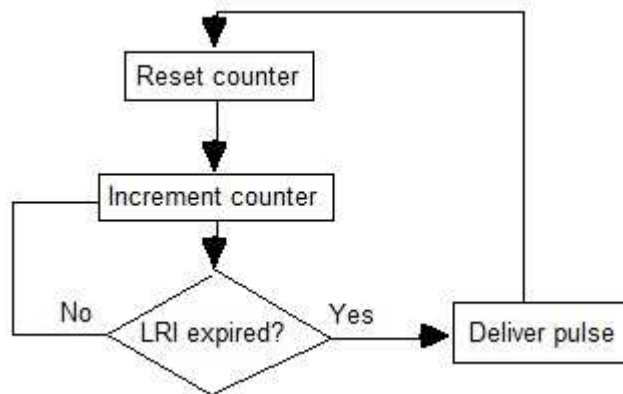 Reset counter
Increment counter
No
LRI expired?
Yes
Deliver pulse